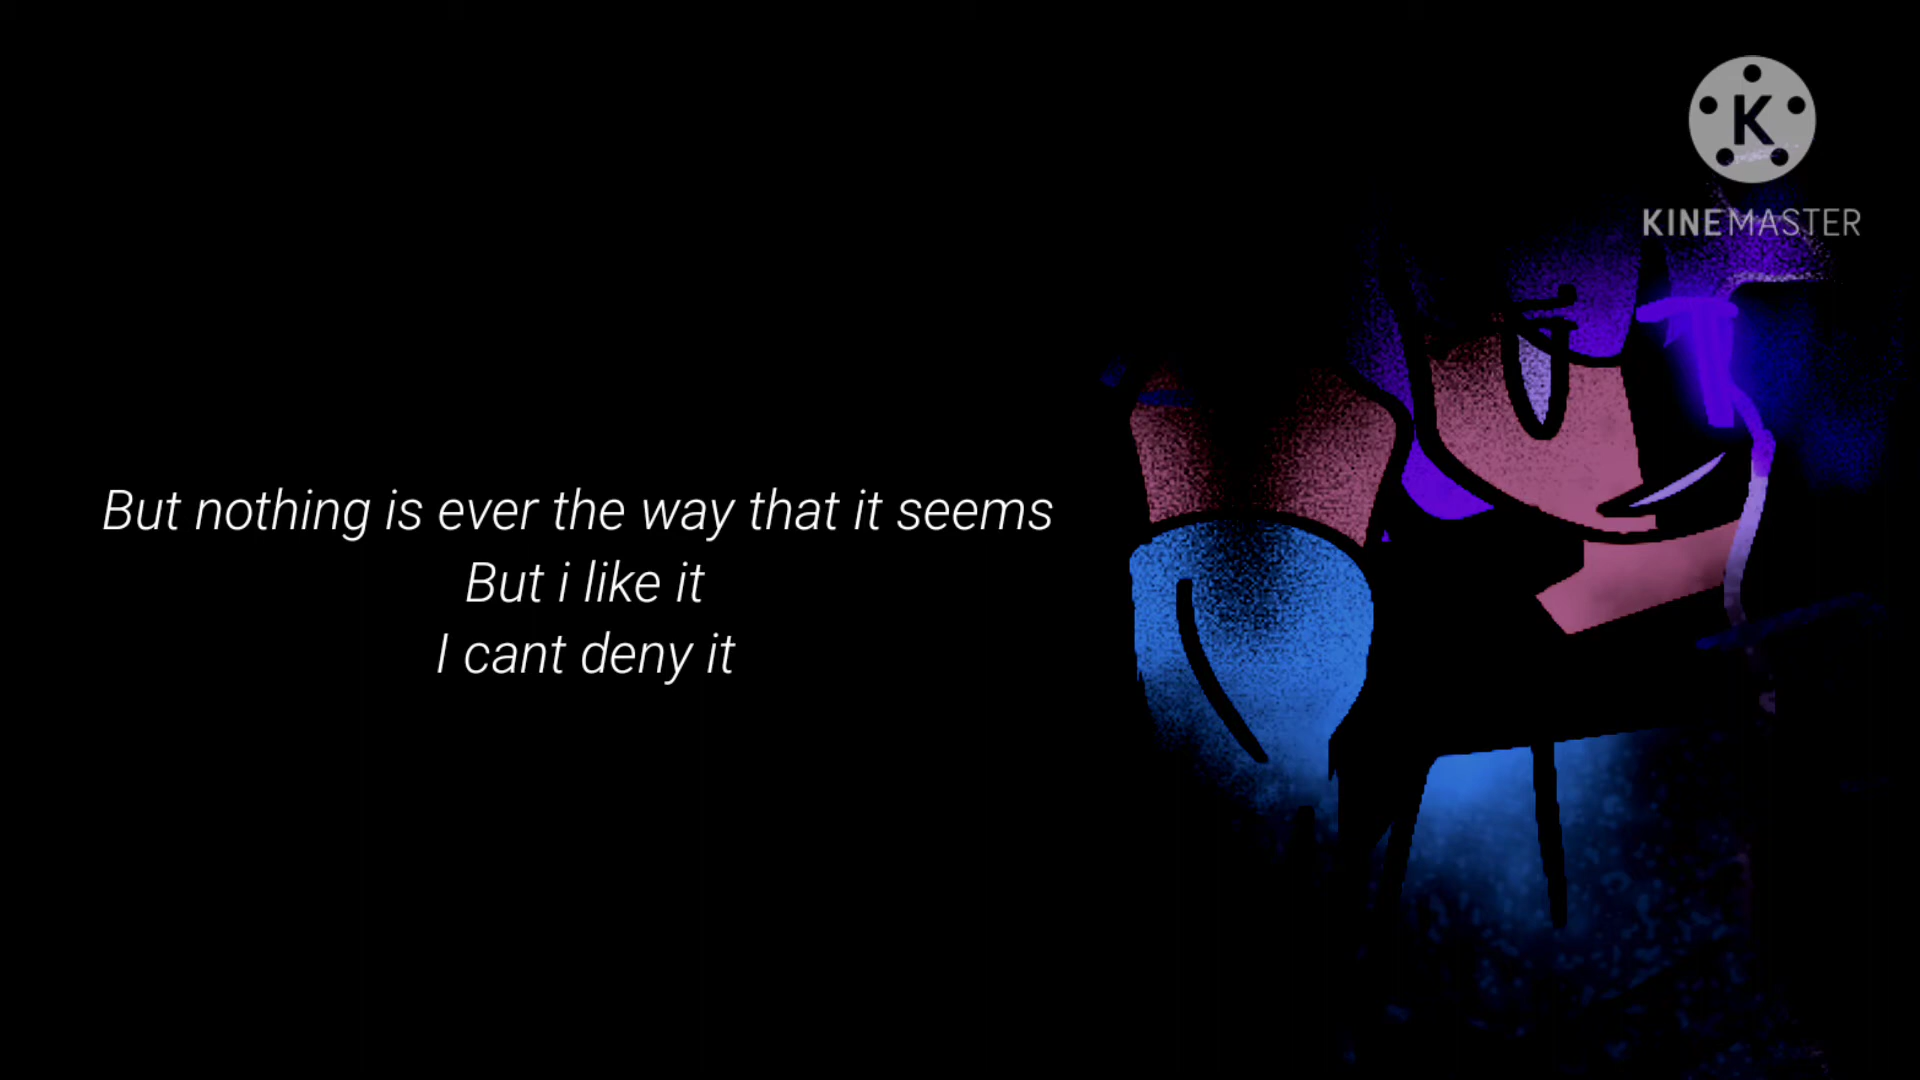 K
KINEMASTER
But nothing is ever the way that it seems
But i like it
I cant deny it